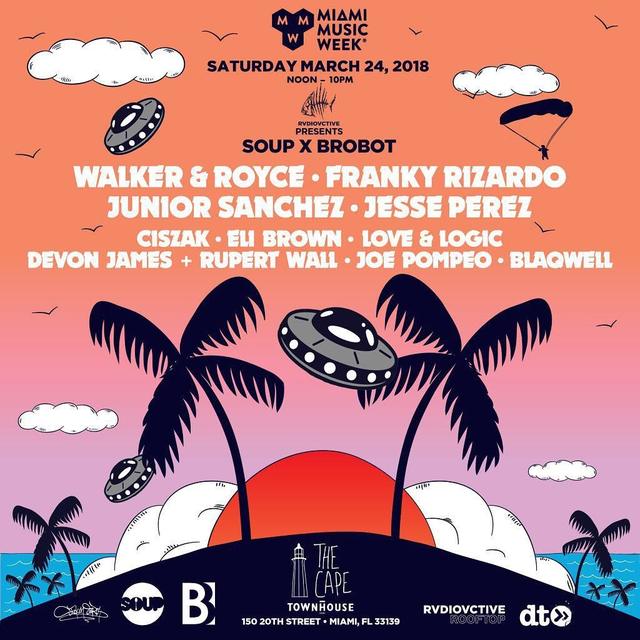 MIAMI
MUSIC
WEEK®
M M
W
SATURDAY MARCH 24, 2018
NOON – 10PM
RVDIOVCTIVE
PRESENTS
SOUP X BROBOT
WALKER & ROYCE • FRANKY RIZARDO
JUNIOR SANCHEZ • JESSE PEREZ
CISZAK • ELI BROWN • LOVE & LOGIC
DEVON JAMES + RUPERT WALL • JOE POMPEO • BLAQWELL
THE
CAPE
TOWNHOUSE
150 20TH STREET • MIAMI, FL 33139
SOUP
B
RVDIOVCTIVE
ROOFTOP
dt